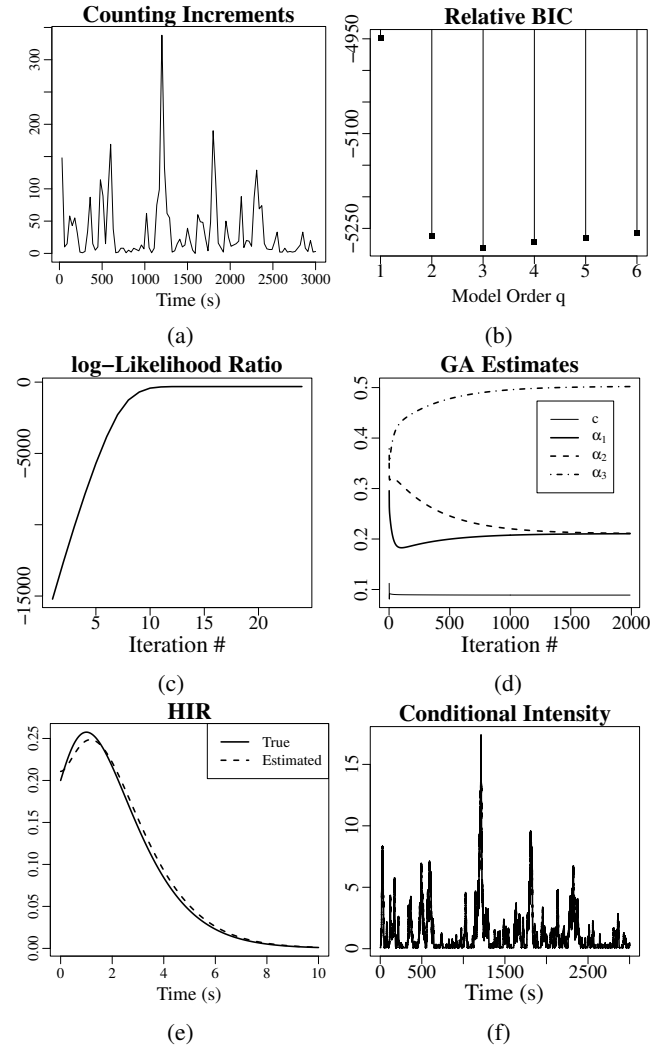 Counting Increments
0 50 150 250 350
0 500 1000 1500 2000 2500 3000
Time (s)
(a)
Relative BIC
−5250 −5100 −4950
1 2 3 4 5 6
Model Order q
(b)
log−Likelihood Ratio
−15000 −5000 0
5 10 15 20
Iteration #
(c)
GA Estimates
0.1 0.2 0.3 0.4 0.5
c
α1
α2
α3
0 500 1000 2000
Iteration #
(d)
HIR
0.00 0.05 0.10 0.15 0.20 0.25
True
Estimated
0 2 4 6 8 10
Time (s)
(e)
Conditional Intensity
0 5 10 15
0 500 1500 2500
Time (s)
(f)